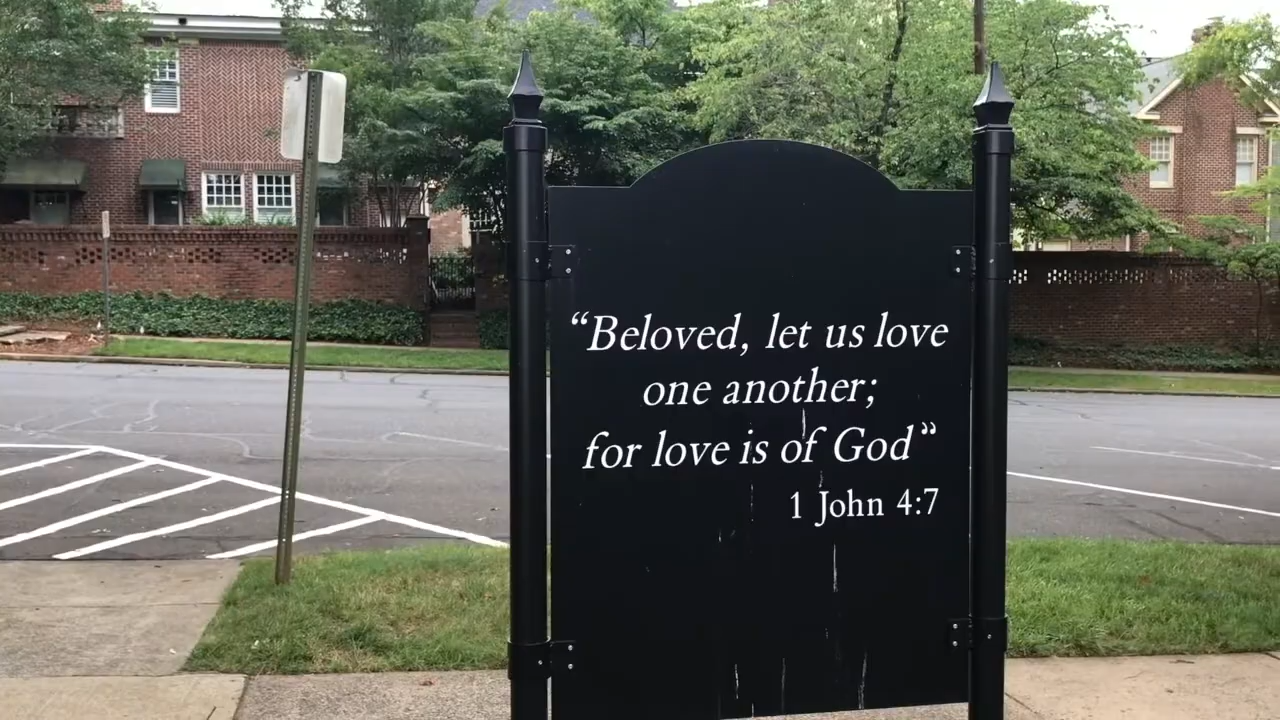 “Beloved, let us love
one another;
for love is of God”
1 John 4:7